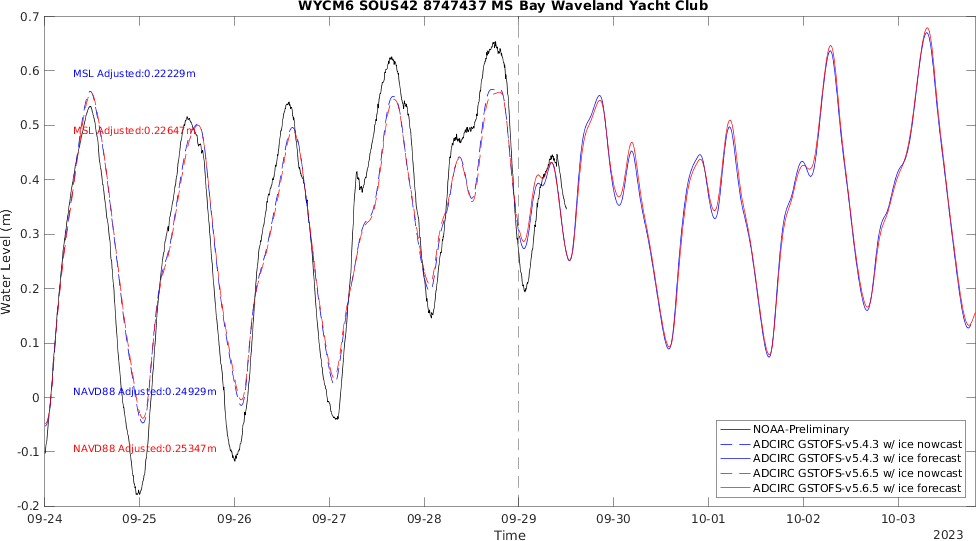 WYCM6 SOUS42 8747437 MS Bay Waveland Yacht Club
0.7
0.6
0.5
0.4
0.3
0.2
0.1
0
-0.1
-0.2
Water Level (m)
MSL Adjusted:0.22229m
MSL Adjusted:0.22647m
NAVD88 Adjusted:0.24929m
NAVD88 Adjusted:0.25347m
NOAA-Preliminary
ADCIRC GSTOFS-v5.4.3 w/ ice nowcast
ADCIRC GSTOFS-v5.4.3 w/ ice forecast
ADCIRC GSTOFS-v5.6.5 w/ ice nowcast
ADCIRC GSTOFS-v5.6.5 w/ ice forecast
09-24 09-25 09-26 09-27 09-28 09-29 09-30 10-01 10-02 10-03
Time
2023